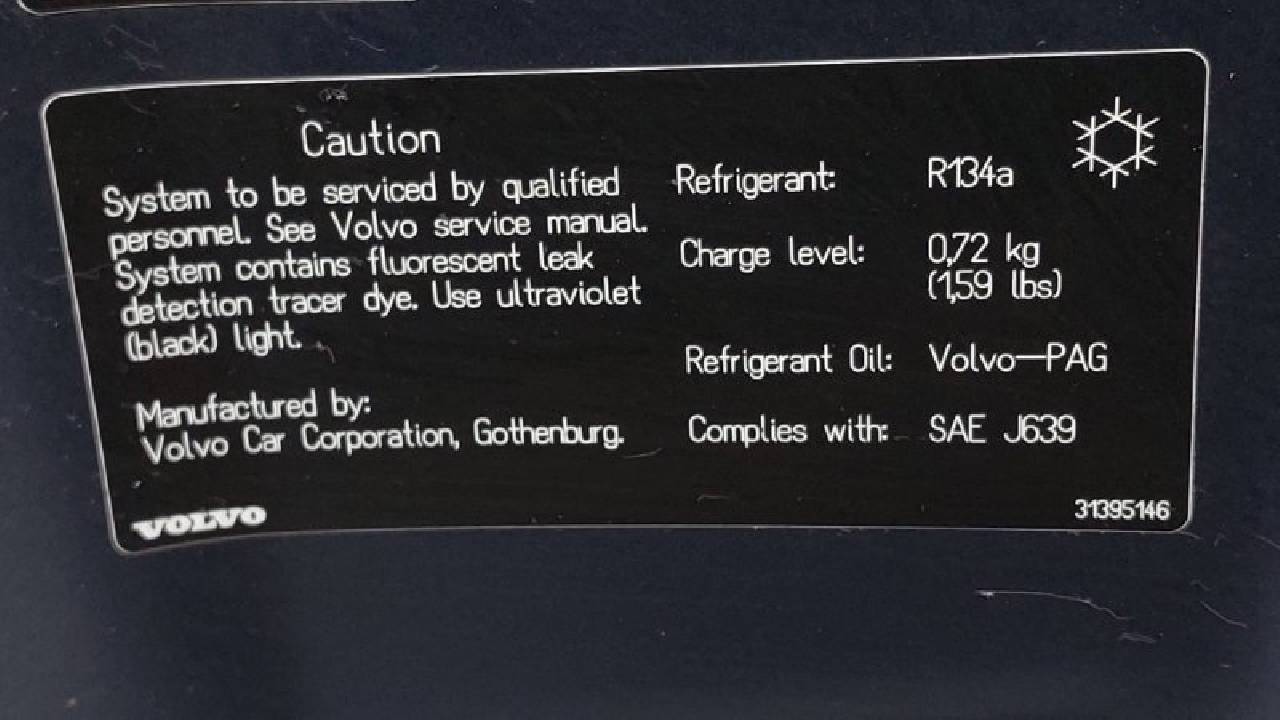 Caution
System to be serviced by qualified
personnel. See Volvo service manual.
System contains fluorescent leak
detection tracer dye. Use ultraviolet
(black) light.
Manufactured by:
Volvo Car Corporation, Gothenburg.
VOLVO
Refrigerant: R134a
Charge level: 0,72 kg
(1,59 lbs)
Refrigerant Oil: Volvo—PAG
Complies with: SAE J639
31395146